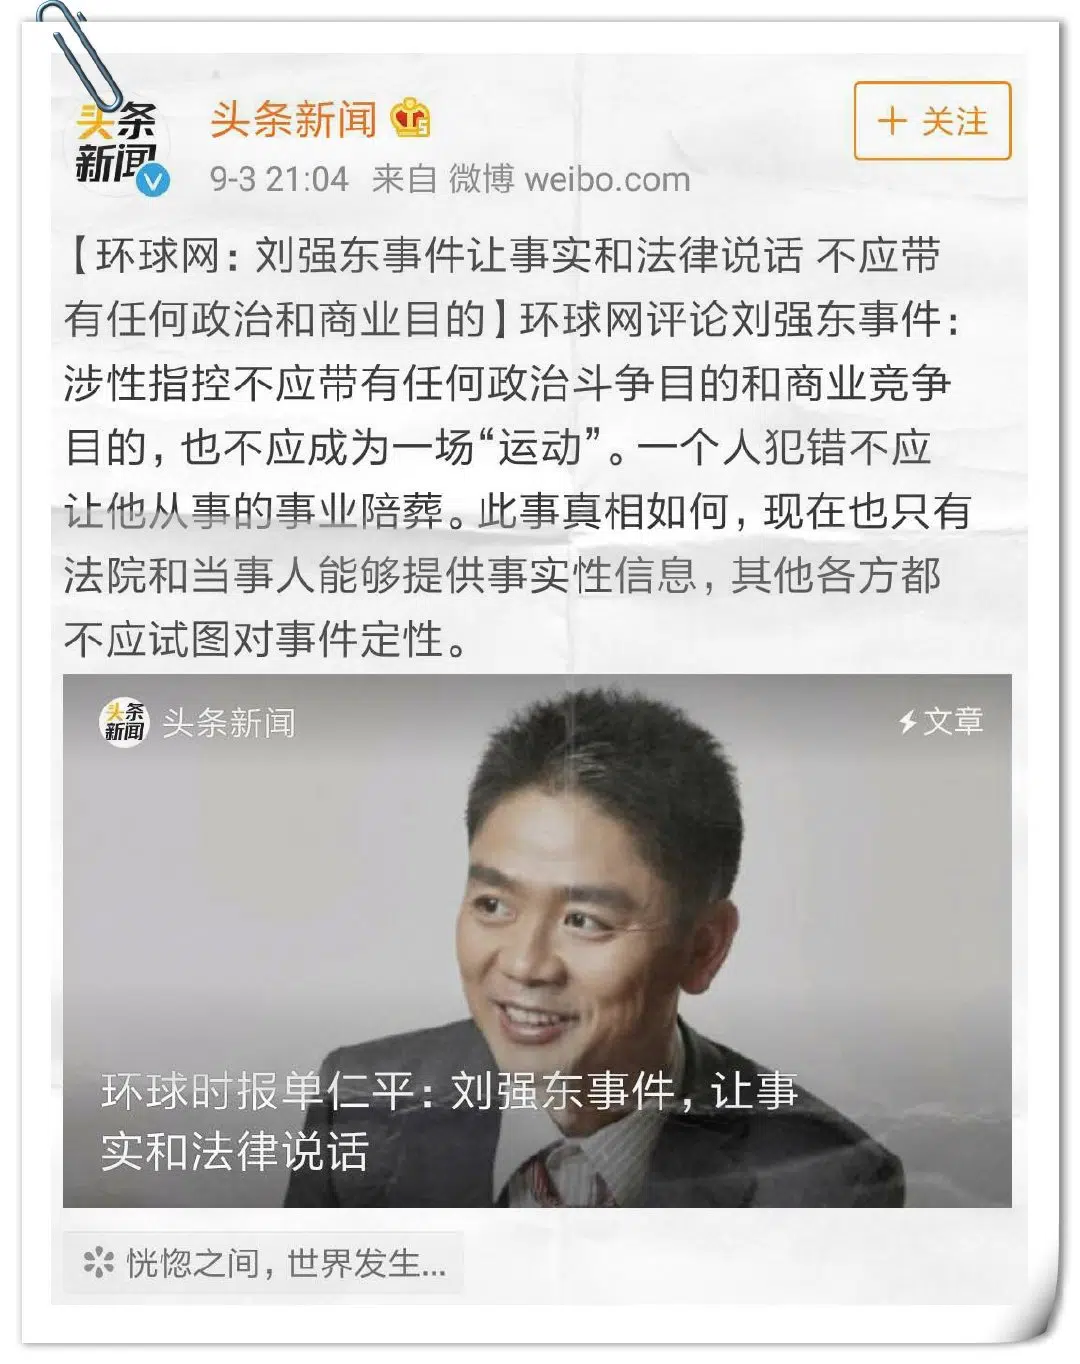 头条
新闻
头条新闻
+ 关注
9-3 21:04 来自 微博 weibo.com
【环球网：刘强东事件让事实和法律说话 不应带
有任何政治和商业目的】环球网评论刘强东事件：
涉性指控不应带有任何政治斗争目的和商业竞争
目的，也不应成为一场“运动”。一个人犯错不应
让他从事的事业陪葬。此事真相如何，现在也只有
法院和当事人能够提供事实性信息，其他各方都
不应试图对事件定性。
头条
新闻
头条新闻
文章
环球时报单仁平：刘强东事件，让事
实和法律说话
恍惚之间，世界发生...